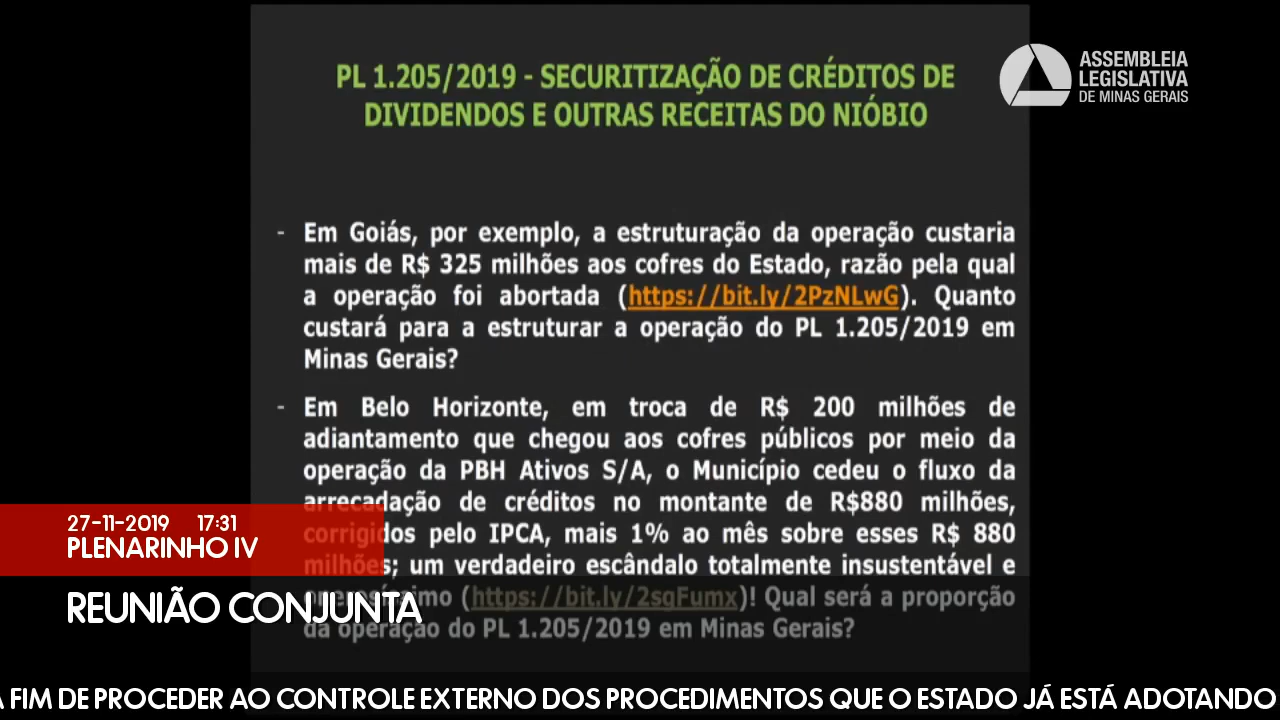 PL 1.205/2019 - SECURITIZAÇÃO DE CRÉDITOS DE
DIVIDENDOS E OUTRAS RECEITAS DO NIÓBIO
ASSEMBLEIA
LEGISLATIVA
DE MINAS GERAIS
- Em Goiás, por exemplo, a estruturação da operação custaria
mais de R$ 325 milhões aos cofres do Estado, razão pela qual
a operação foi abortada (https://bit.ly/2PzNLwG). Quanto
custará para a estruturar a operação do PL 1.205/2019 em
Minas Gerais?
- Em Belo Horizonte, em troca de R$ 200 milhões de
adiantamento que chegou aos cofres públicos por meio da
operação da PBH Ativos S/A, o Município cedeu o fluxo da
arrecadação de créditos no montante de R$880 milhões,
corrigidos pelo IPCA, mais 1% ao mês sobre esses R$ 880
milhões; um verdadeiro escândalo totalmente insustentável e
(https://bit.ly/2sgFumx)! Qual será a proporção
da operação do PL 1.205/2019 em Minas Gerais?
27-11-2019 17:31
PLENARINHO IV
REUNIÃO CONJUNTA
A FIM DE PROCEDER AO CONTROLE EXTERNO DOS PROCEDIMENTOS QUE O ESTADO JÁ ESTÁ ADOTANDO